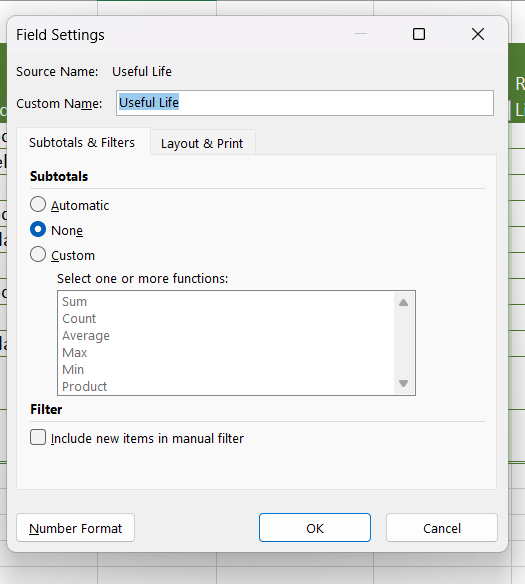 Field Settings
Source Name: Useful Life
Custom Name: Useful Life
Subtotals & Filters Layout & Print
Subtotals
Automatic
None
Custom
Select one or more functions:
Sum
Count
Average
Max
Min
Product
Filter
Include new items in manual filter
Number Format OK Cancel